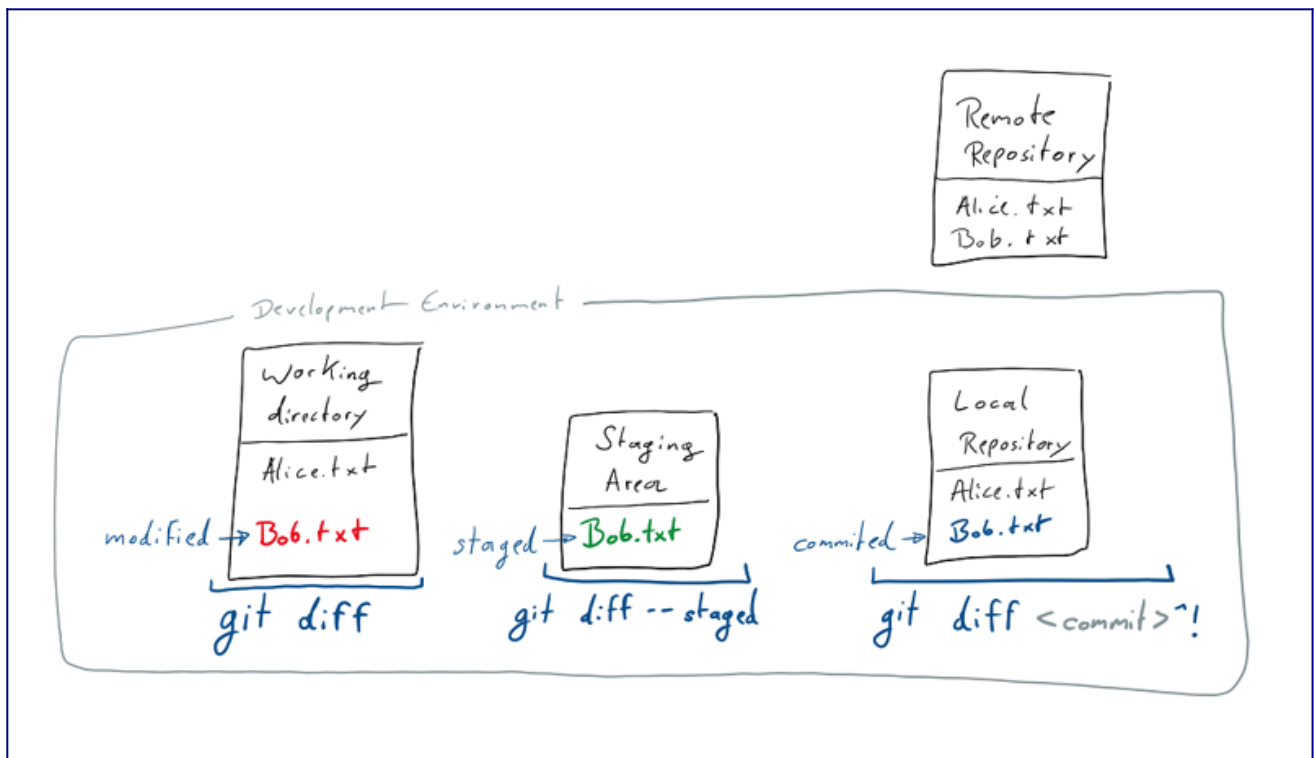 Remote
Repository
Alice.txt
Bob.txt
Development Environment
Working
directory
Alice.txt
modified → Bob.txt
git diff
Staging
Area
staged → Bob.txt
git diff --staged
Local
Repository
Alice.txt
commited → Bob.txt
git diff <commit>^!